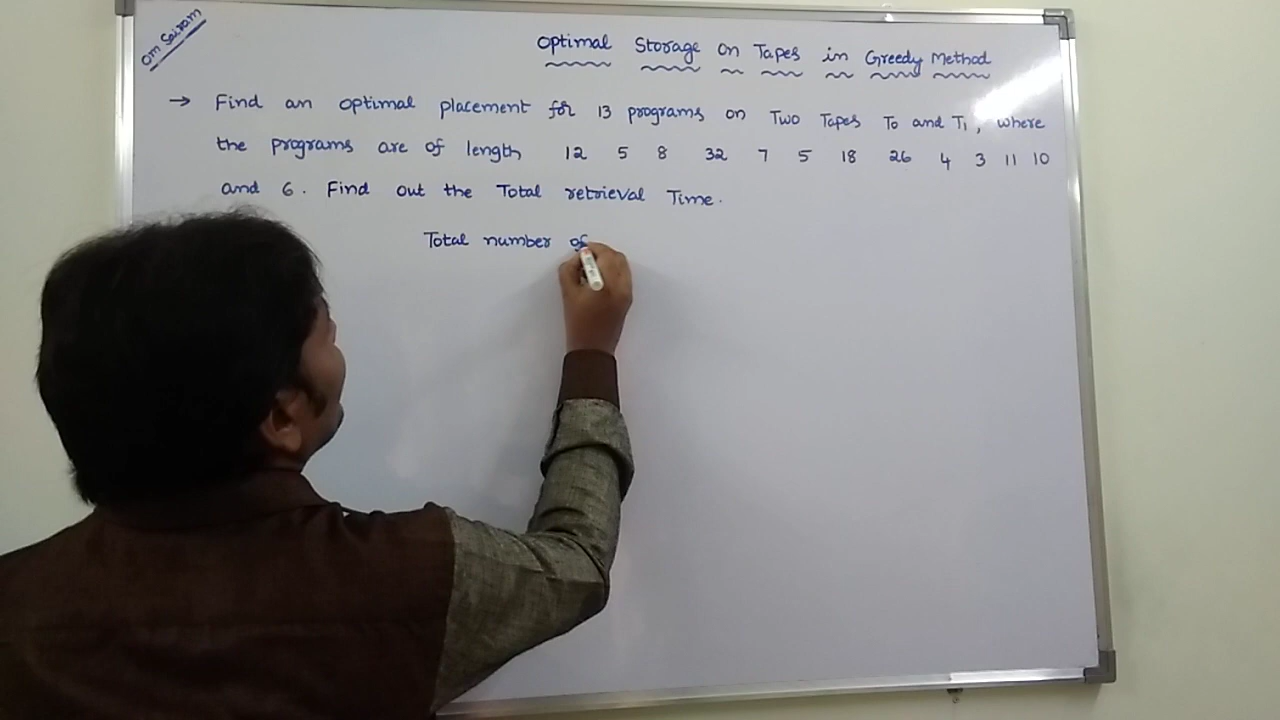 Om Sairam
Optimal Storage on Tapes in Greedy Method
→ Find an optimal placement for 13 programs on Two Tapes T0 and T1, where
the programs are of length 12 5 8 32 7 5 18 26 4 3 11 10
and 6. Find out the Total retrieval Time.
Total number of